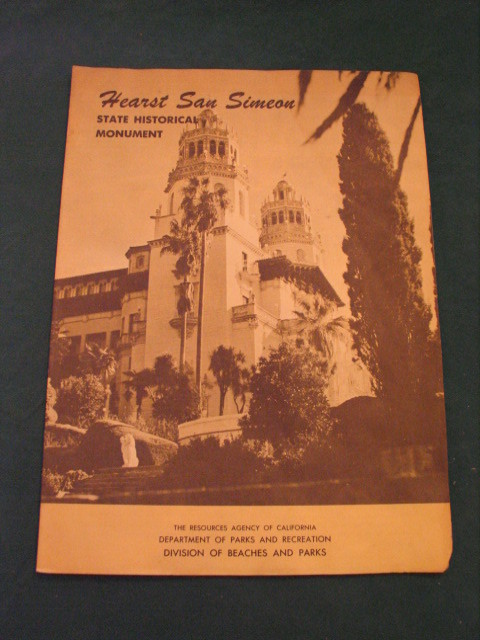 Hearst San Simeon
STATE HISTORICAL
MONUMENT
THE RESOURCES AGENCY OF CALIFORNIA
DEPARTMENT OF PARKS AND RECREATION
DIVISION OF BEACHES AND PARKS